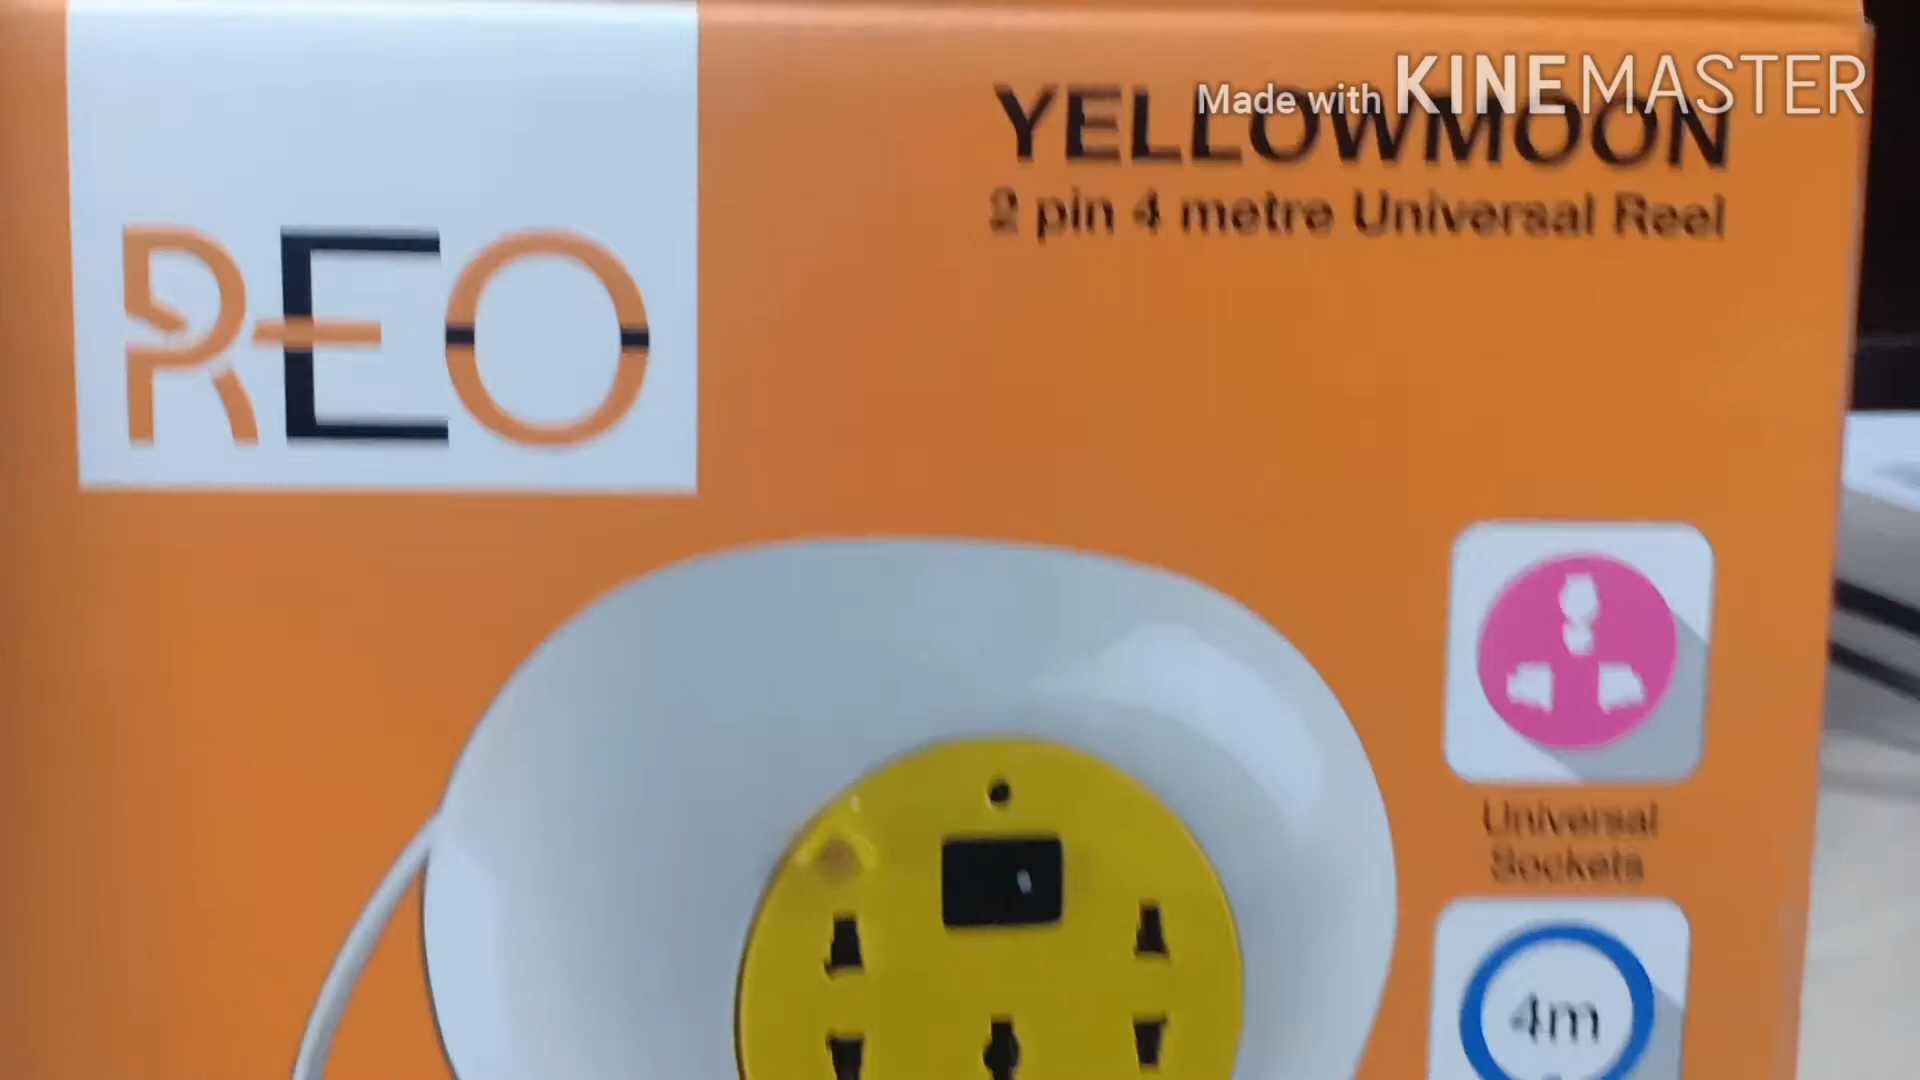 Made with KINEMASTER
REO
YELLOWMOON
2 pin 4 metre Universal Reel
Universal
Sockets
4m